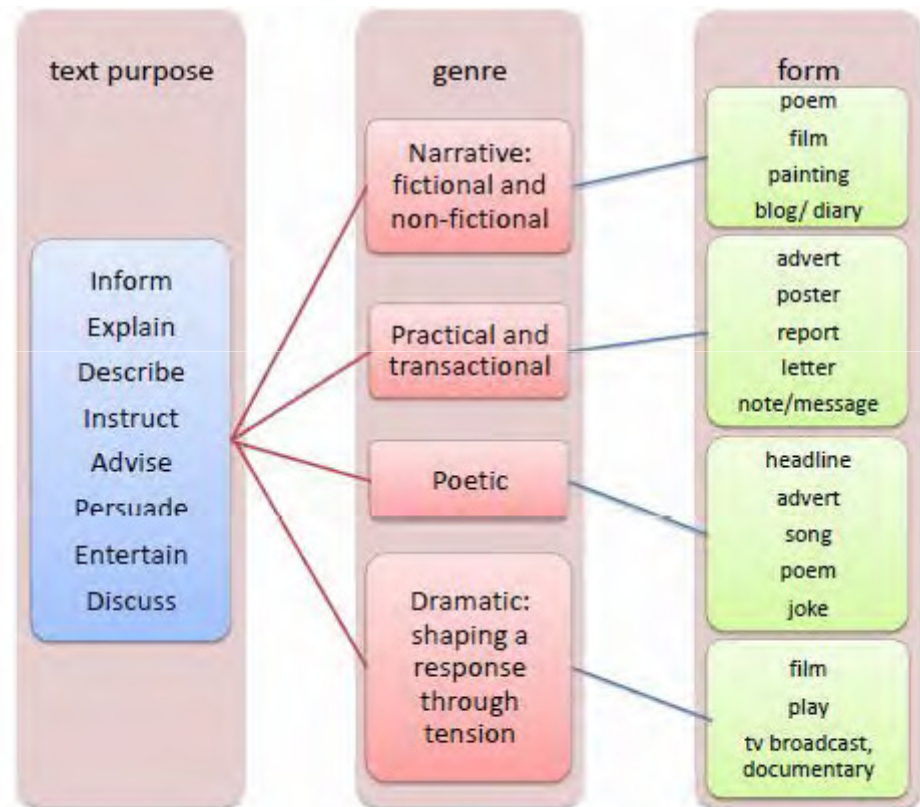 text purpose
Inform
Explain
Describe
Instruct
Advise
Persuade
Entertain
Discuss
genre
Narrative:
fictional and
non-fictional
Practical and
transactional
Poetic
Dramatic:
shaping a
response
through
tension
form
poem
film
painting
blog/ diary
advert
poster
report
letter
note/message
headline
advert
song
poem
joke
film
play
tv broadcast,
documentary